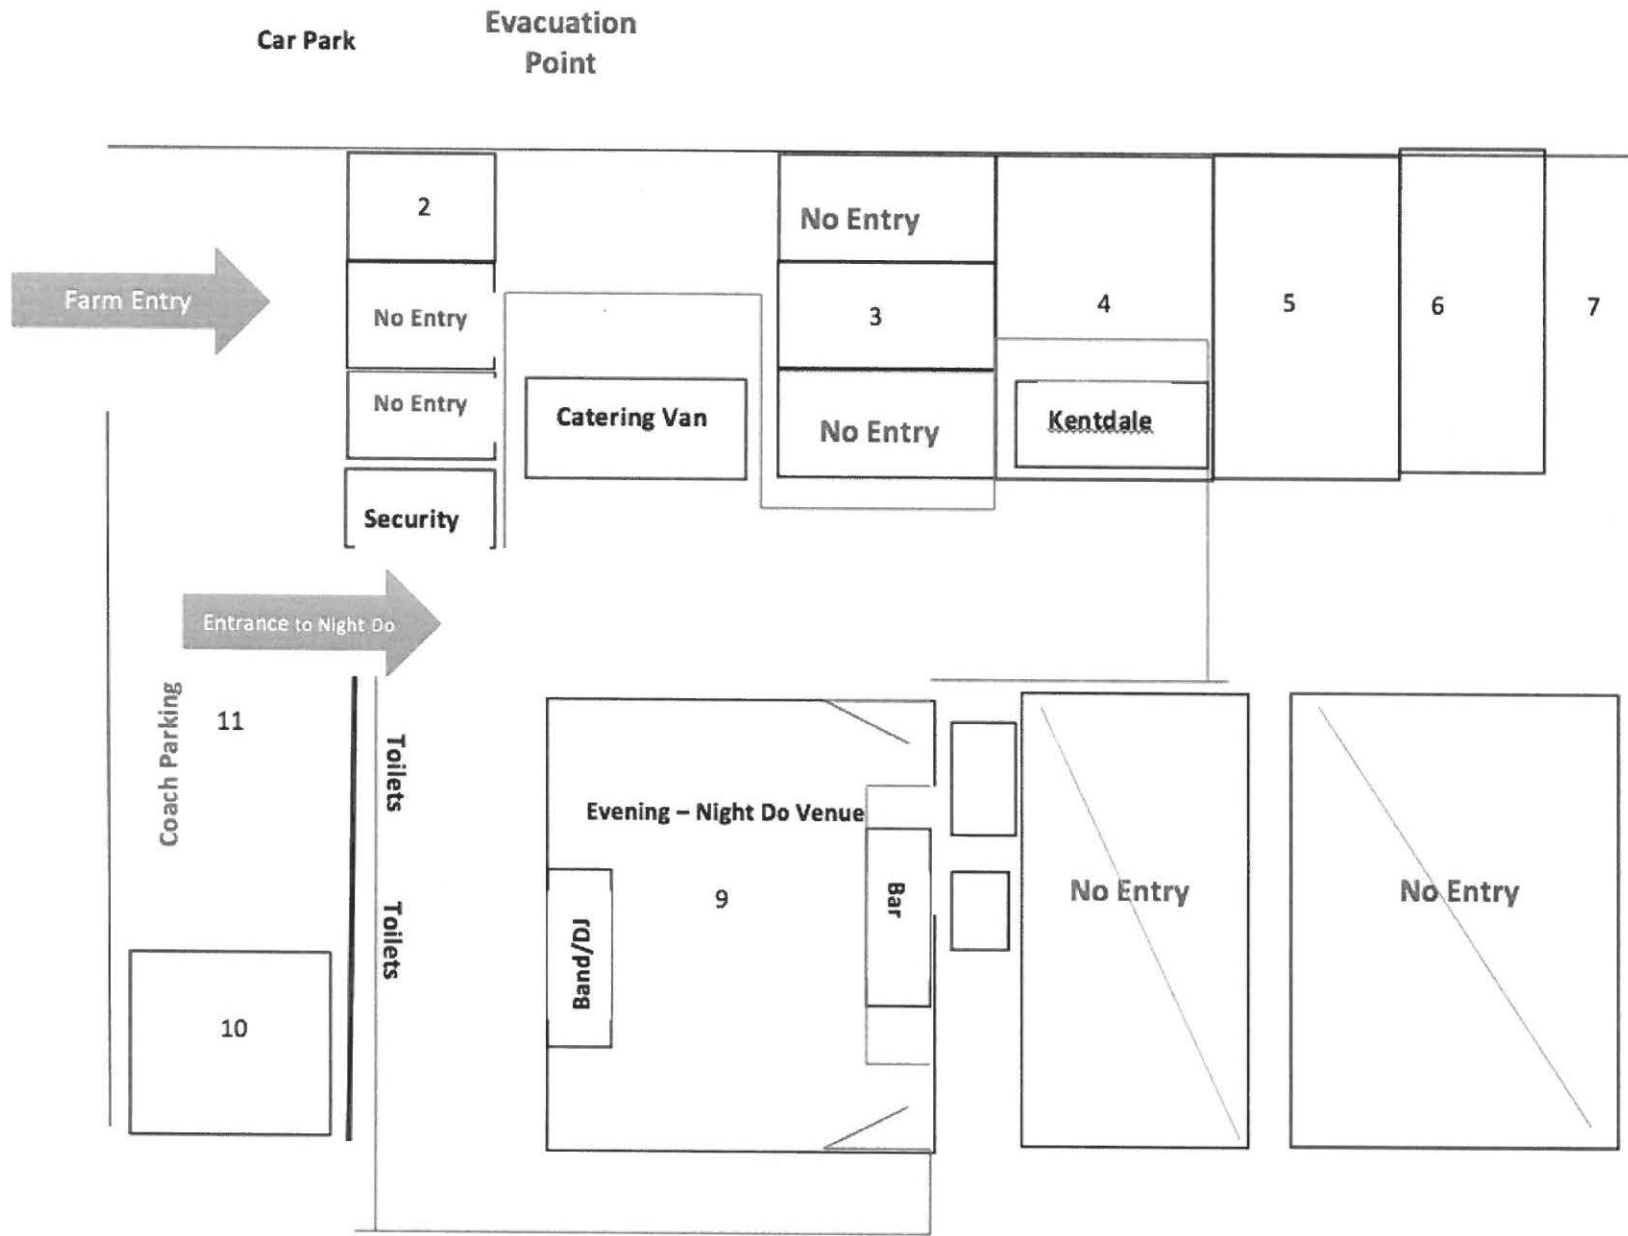 Car Park
Evacuation
Point
2
No Entry
3
4
5
6
7
Farm Entry
No Entry
No Entry
Catering Van
No Entry
Kentdale
Security
Entrance to Night Do
Coach Parking
11
Toilets
Toilets
Evening – Night Do Venue
9
Band/DJ
Bar
No Entry
No Entry
10